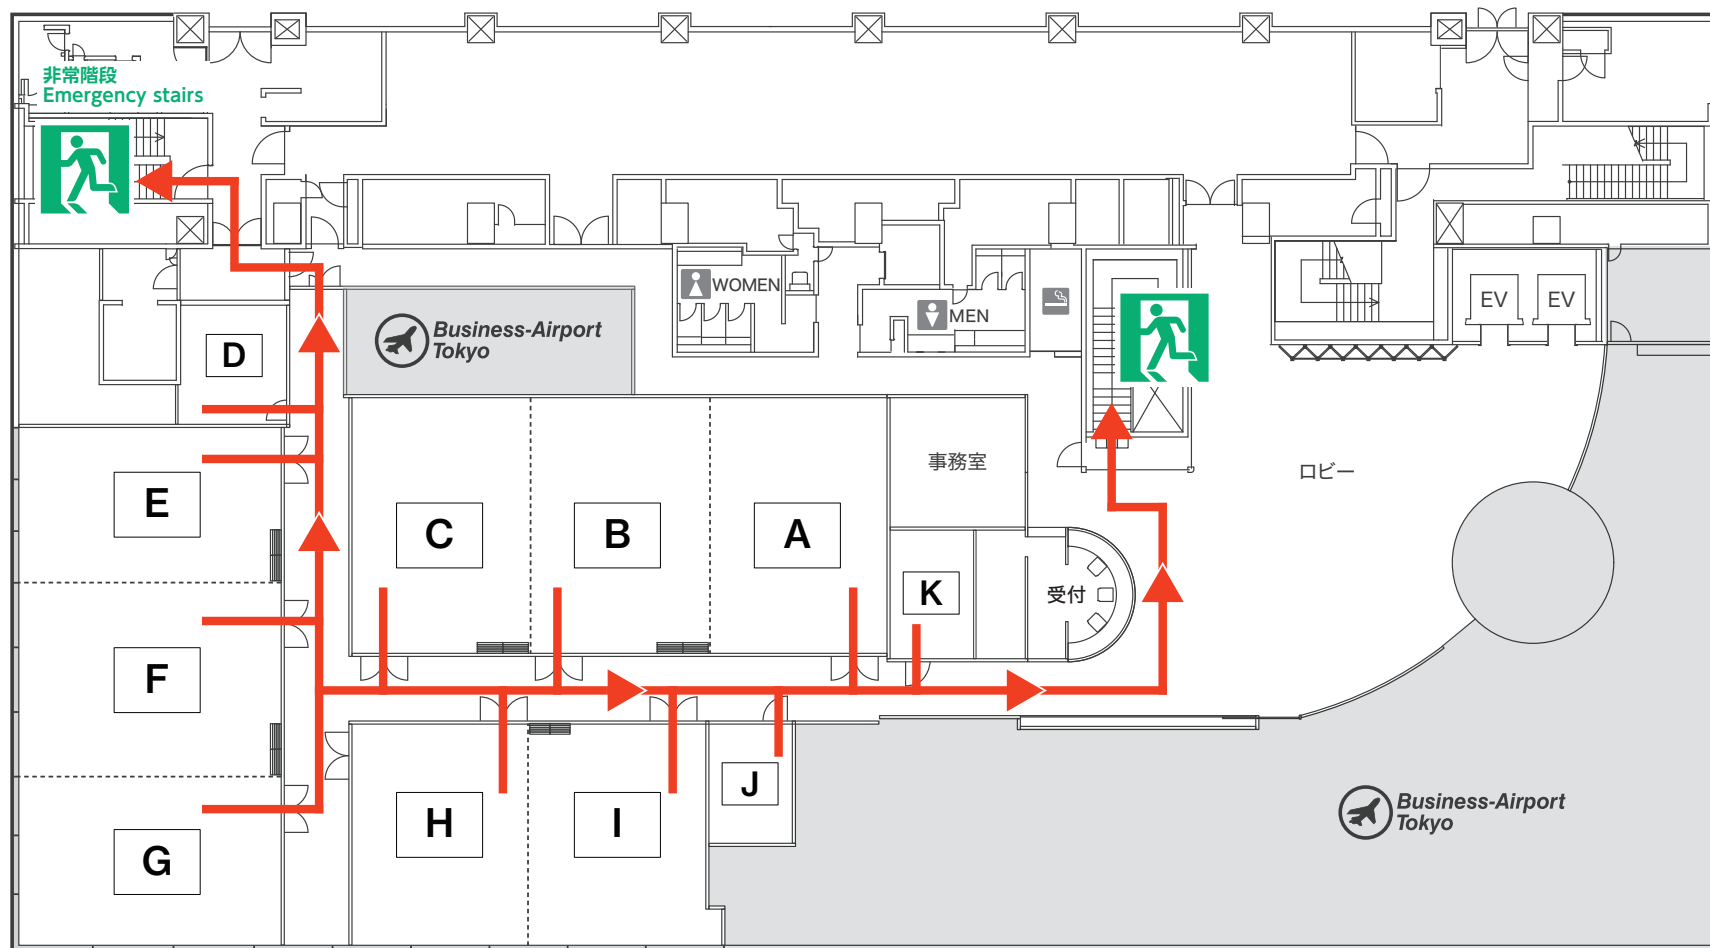 非常階段
Emergency stairs
WOMEN
MEN
EV
EV
Business-Airport
Tokyo
D
E
C
B
A
事務室
ロビー
K
受付
F
H
I
J
G
Business-Airport
Tokyo